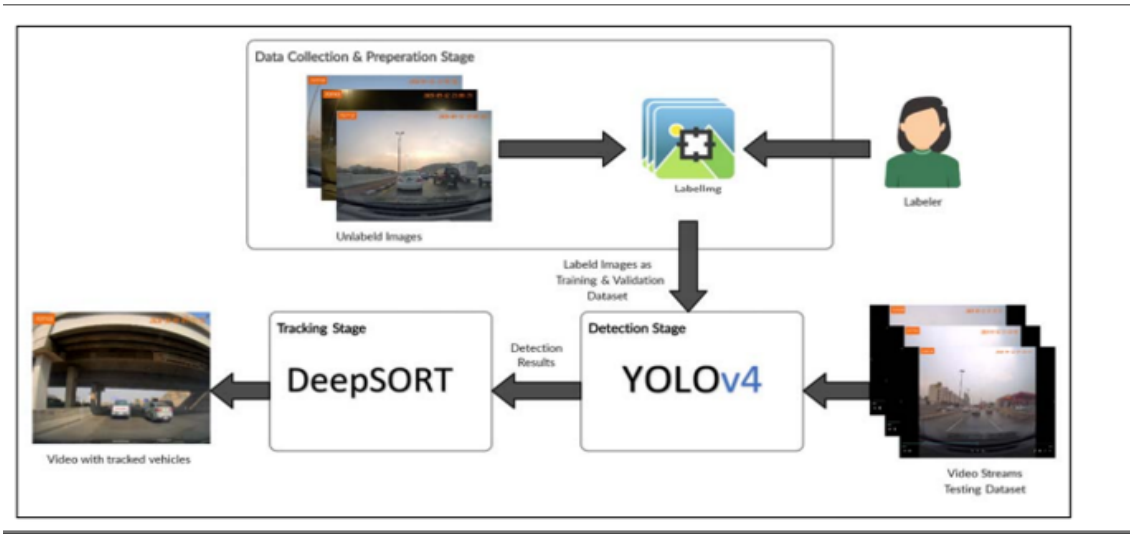 Data Collection & Preperation Stage
LabelImg
Unlabeld Images
Labeler
Labeld Images as
Training & Validation
Dataset
Tracking Stage
DeepSORT
Detection
Results
Detection Stage
YOLOv4
Video with tracked vehicles
Video Streams
Testing Dataset